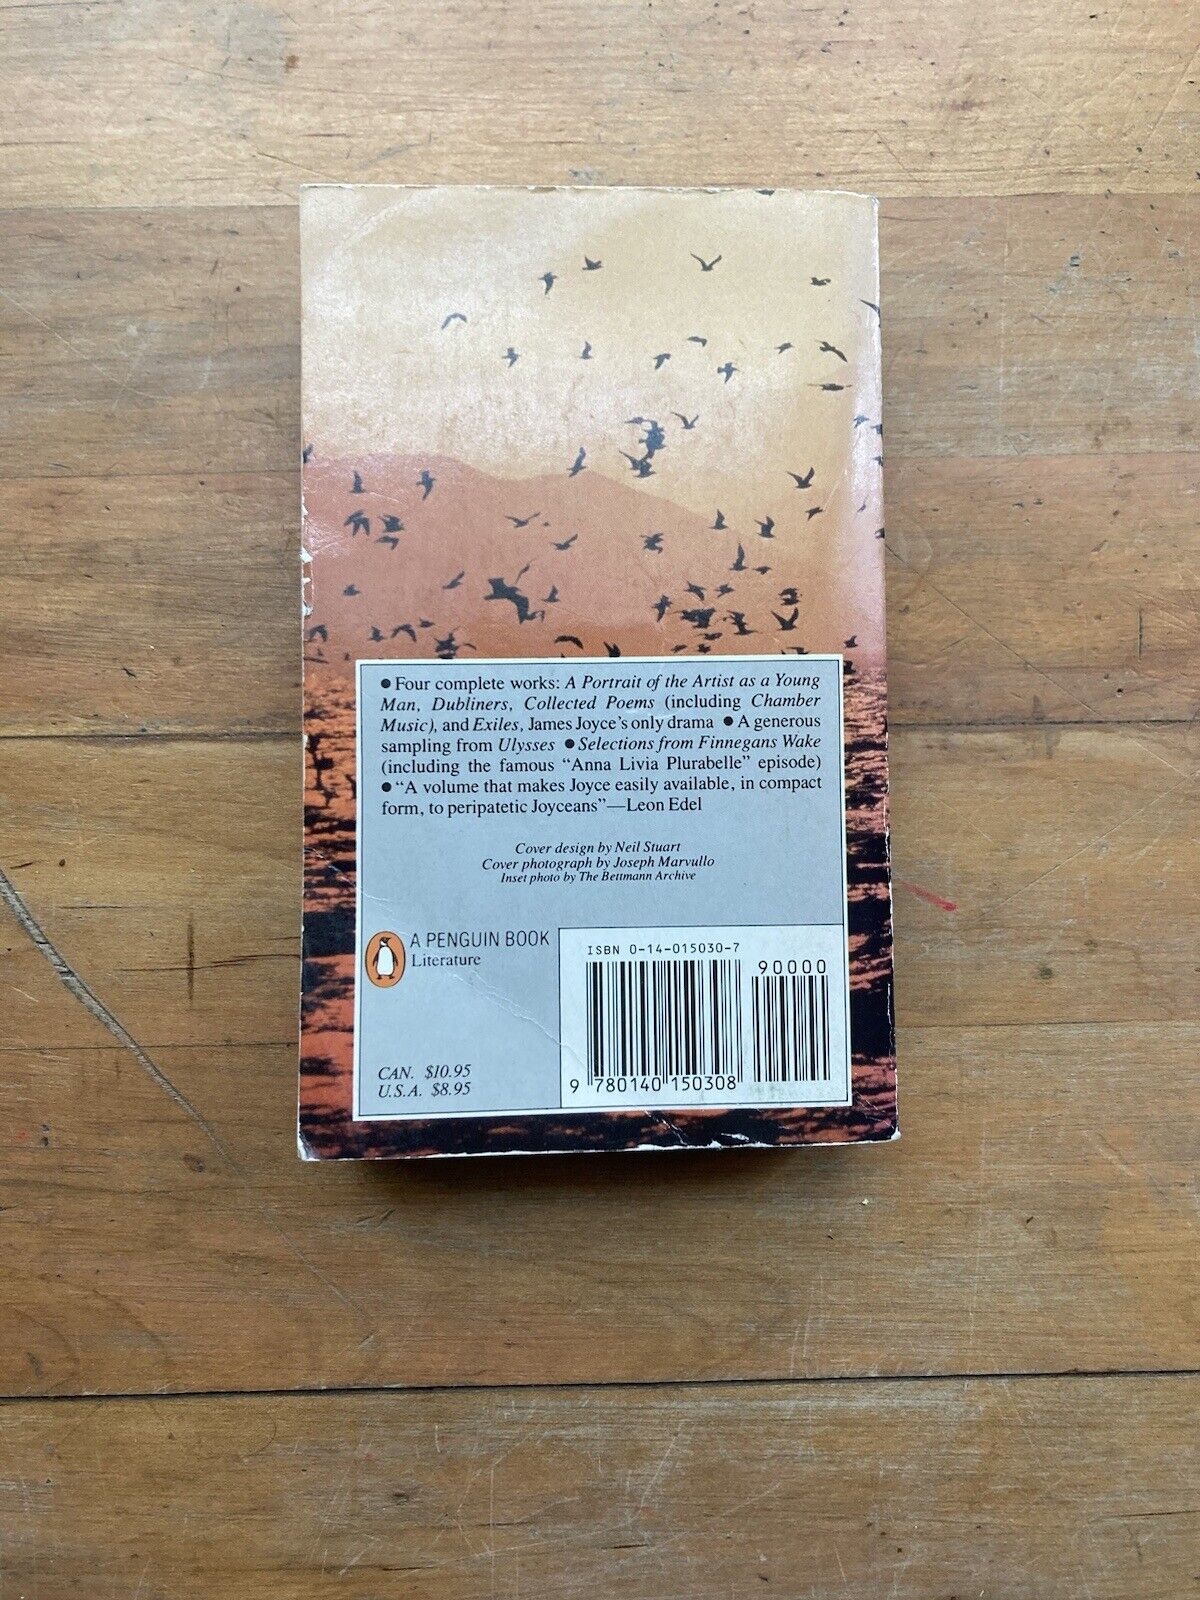 ● Four complete works: A Portrait of the Artist as a Young
Man, Dubliners, Collected Poems (including Chamber
Music), and Exiles, James Joyce's only drama ● A generous
sampling from Ulysses ● Selections from Finnegans Wake
(including the famous “Anna Livia Plurabelle” episode)
● “A volume that makes Joyce easily available, in compact
form, to peripatetic Joyceans”—Leon Edel
Cover design by Neil Stuart
Cover photograph by Joseph Marvullo
Inset photo by The Bettmann Archive
A PENGUIN BOOK
Literature
CAN. $10.95
U.S.A. $8.95
ISBN 0-14-015030-7
90000
9 780140 150308